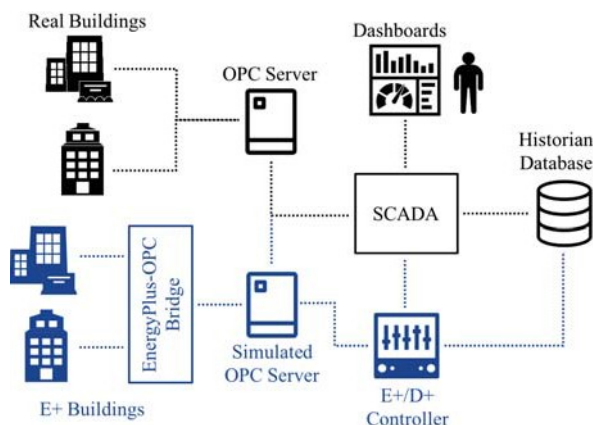 Real Buildings
OPC Server
Dashboards
Historian
Database
SCADA
EnergyPlus-OPC
Bridge
Simulated
OPC Server
E+ Buildings
E+/D+
Controller